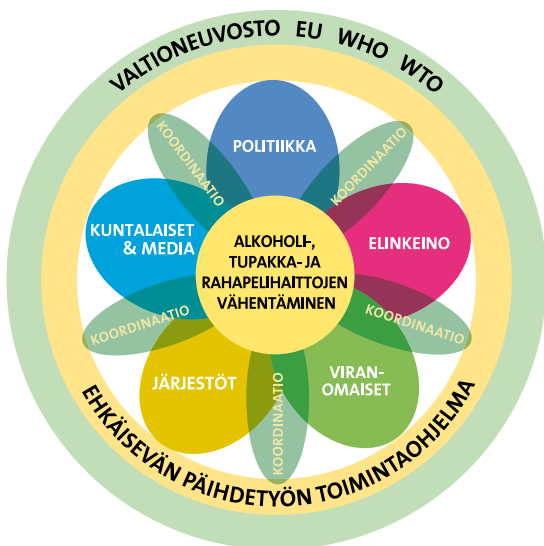 VALTIONEUVOSTO EU WHO WTO
POLITIIKKA
KOORDINAATIO
KOORDINAATIO
KUNTALAISET
& MEDIA
ELINKEINO
ALKOHOLI-,
TUPAKKA- JA
RAHAPELIHAITTOJEN
VÄHENTÄMINEN
KOORDINAATIO
KOORDINAATIO
JÄRJESTÖT
KOORDINAATIO
VIRAN-
OMAISET
EHKÄISEVÄN PÄIHDETYÖN TOIMINTAOHJELMA